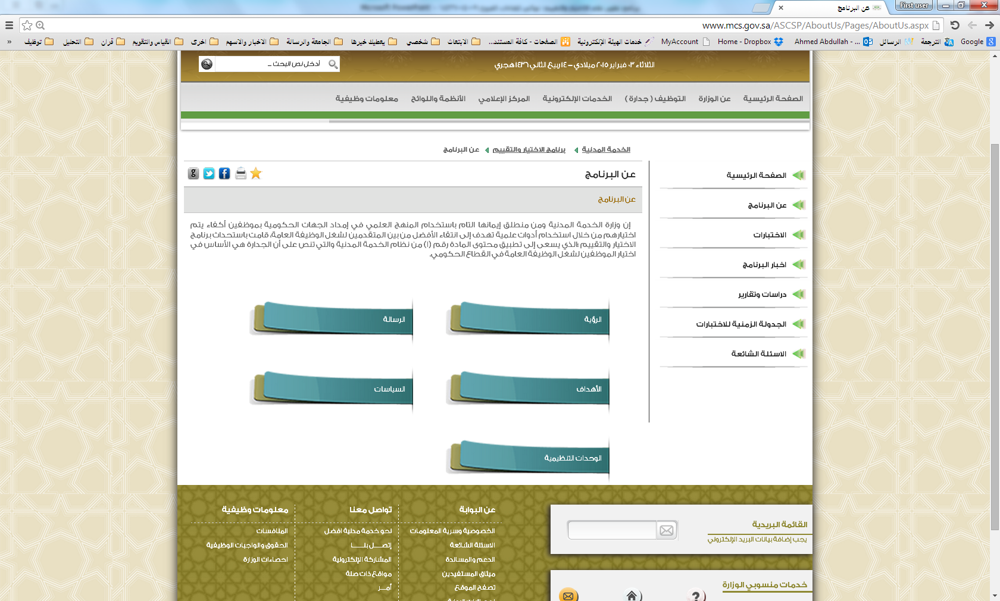 عن البرنامج
First user
www.mcs.gov.sa/ASCSP/AboutUs/Pages/AboutUs.aspx
Google
الترجمة
الرسائل
Ahmed Abdullah - ...
Home - Dropbox
MyAccount
خدمات الهيئة الإلكترونية
الصفحات - كافة المستند...
الابتعاث
شخصي
يعطيك خيرها
الجامعة والرسالة
الاخبار والاسهم
اخرى
القياس والتقويم
قران
التحليل
توظيف
»
الثلاثاء ٠٣ فبراير ٢٠١٥ ميلادي – ١٤ ربيع الثاني ١٤٣٦ هجري
أدخل نص البحث ...
الصفحة الرئيسية
عن الوزارة
التوظيف ( جدارة )
الخدمات الإلكترونية
المركز الإعلامي
الأنظمة واللوائح
معلومات وظيفية
الخدمة المدنية
برنامج الاختيار والتقييم
عن البرنامج
الصفحة الرئيسية
عن البرنامج
الاختبارات
اخبار البرنامج
دراسات وتقارير
الجدولة الزمنية للاختبارات
الاسئلة الشائعة
عن البرنامج
عن البرنامج
إن وزارة الخدمة المدنية ومن منطلق إيمانها التام باستخدام المنهج العلمي في إمداد الجهات الحكومية بموظفين أكفاء يتم
اختيارهم من خلال استخدام أدوات علمية تهدف إلى انتقاء الأفضل من بين المتقدمين لشغل الوظيفة العامة، قامت باستحداث برنامج
الاختيار والتقييم ،الذي يسعى إلى تطبيق محتوى المادة رقم (١) من نظام الخدمة المدنية والتي تنص على أن الجدارة هي الأساس في
اختيار الموظفين لشغل الوظيفة العامة في القطاع الحكومي.
الرؤية
الرسالة
الأهداف
السياسات
الوحدات التنظيمية
القائمة البريدية
يجب إضافة بيانات البريد الإلكتروني
خدمات منسوبي الوزارة
عن البوابة
الخصوصية وسرية المعلومات
الاسئلة الشائعة
الدعم والمساندة
ميثاق المستفيدين
تصفح الموقع
تواصل معنا
نحو خدمة مدنية افضل
إتصـــل بنـــــا
المشاركة الإلكترونية
مواقع ذات صلة
أمـــر
معلومات وظيفية
المنافسات
الحقوق والواجبات الوظيفية
احصاءات الوزارة